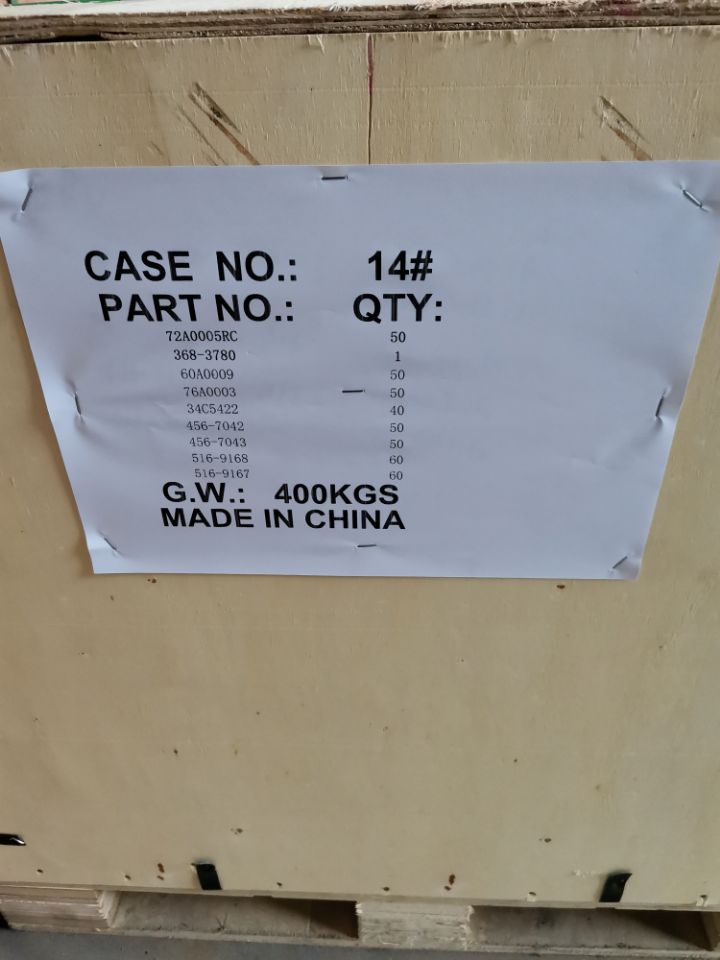 CASE NO.: 14#
PART NO.: QTY:
72A0005RC 50
368-3780 1
60A0009 50
76A0003 50
34C5422 40
456-7042 50
456-7043 50
516-9168 60
516-9167 60
G.W.: 400KGS
MADE IN CHINA